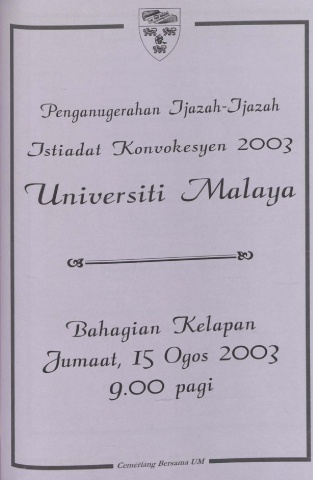 Penganugerahan Ijazah-Ijazah
Istiadat Konvokesyen 2003
Universiti Malaya
Bahagian Kelapan
Jumaat, 15 Ogos 2003
9.00 pagi
Cemerlang Bersama UM